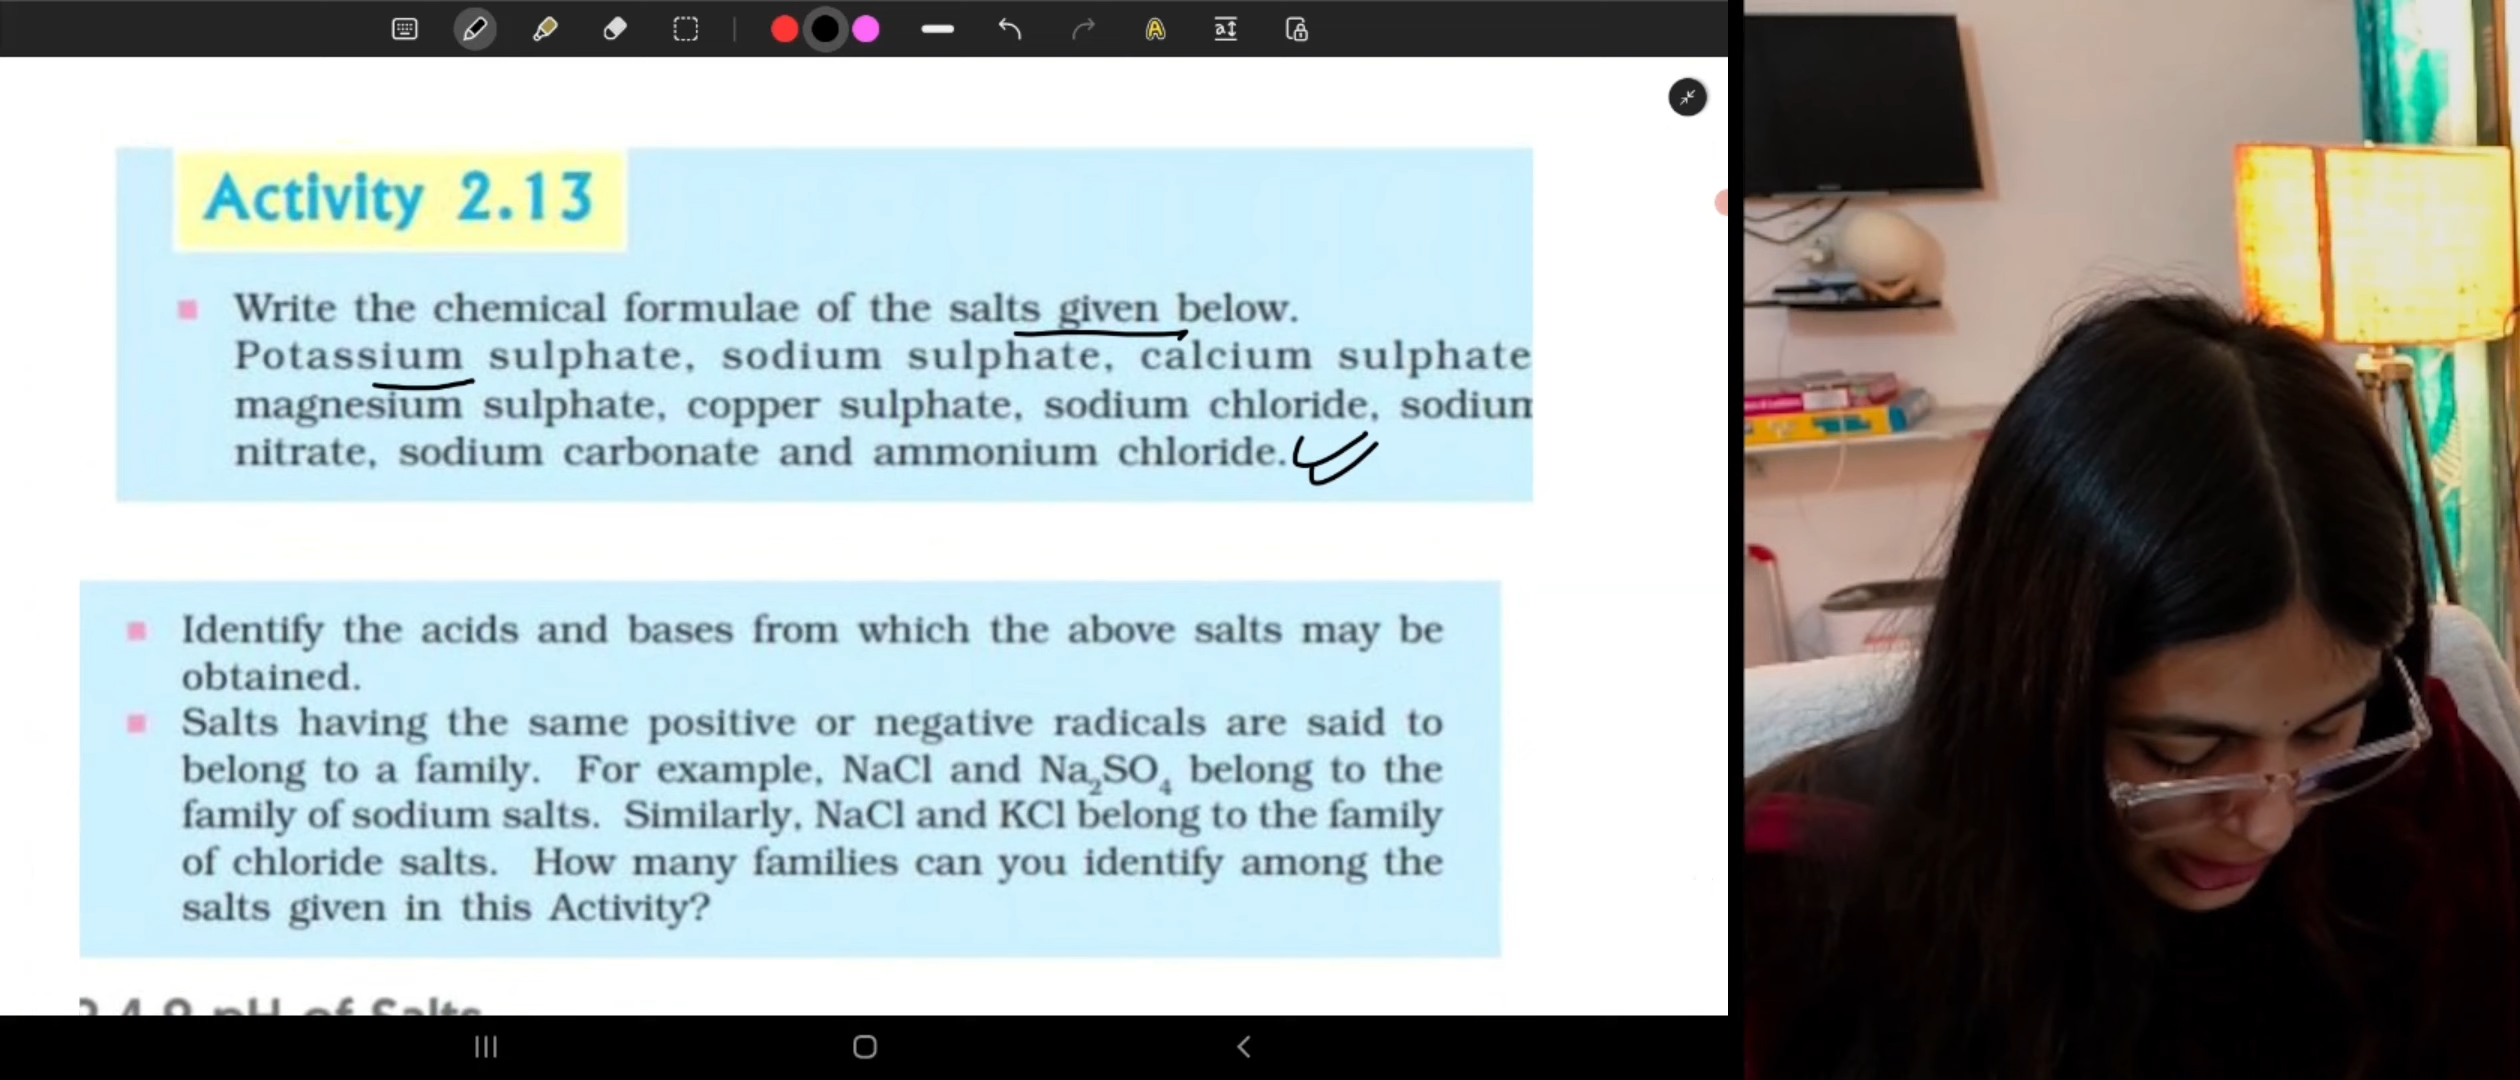 Activity 2.13
Write the chemical formulae of the salts given below.
Potassium sulphate, sodium sulphate, calcium sulphate
magnesium sulphate, copper sulphate, sodium chloride, sodium
nitrate, sodium carbonate and ammonium chloride.
Identify the acids and bases from which the above salts may be
obtained.
Salts having the same positive or negative radicals are said to
belong to a family. For example, NaCl and Na₂SO₄ belong to the
family of sodium salts. Similarly, NaCl and KCl belong to the family
of chloride salts. How many families can you identify among the
salts given in this Activity?
pH of Salts